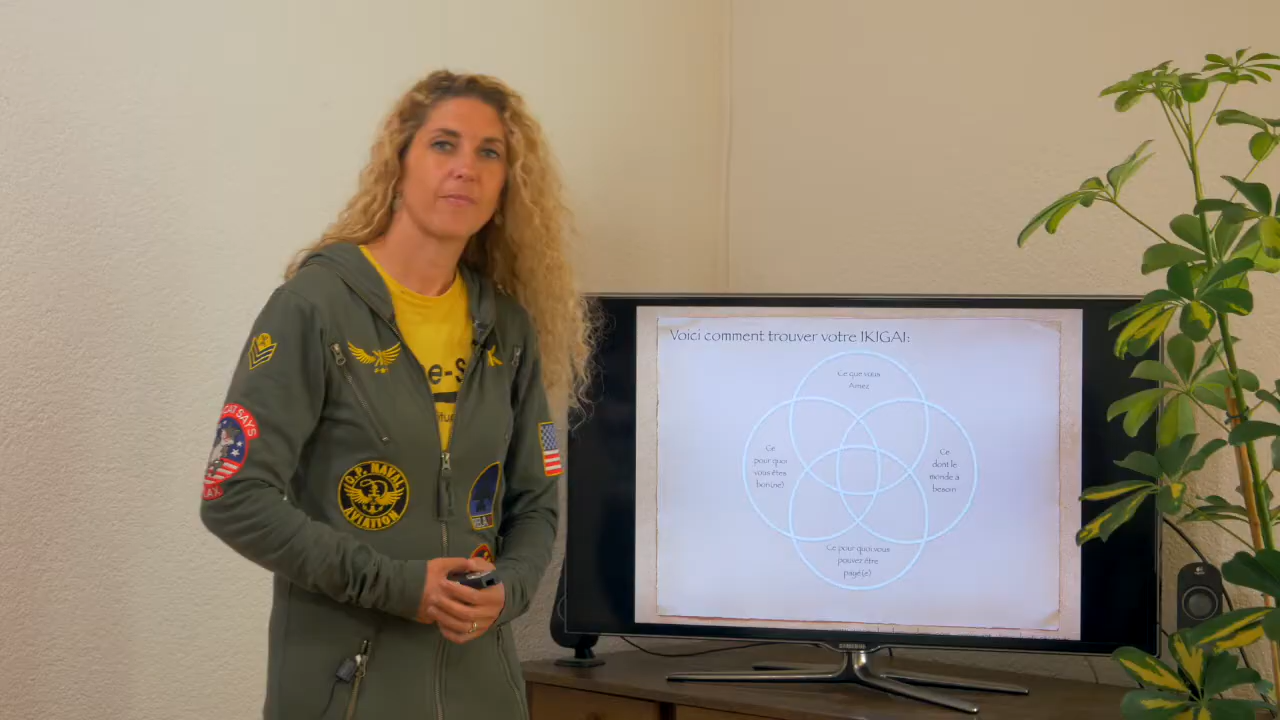 Voici comment trouver votre IKIGAI:
Ce que vous
Aimez
Ce
pour quoi
vous êtes
bon(ne)
Ce
dont le
monde à
besoin
Ce pour quoi vous
pouvez être
payé(e)
SAYS
O.P. NAVAL
AVIATION
e-S
K